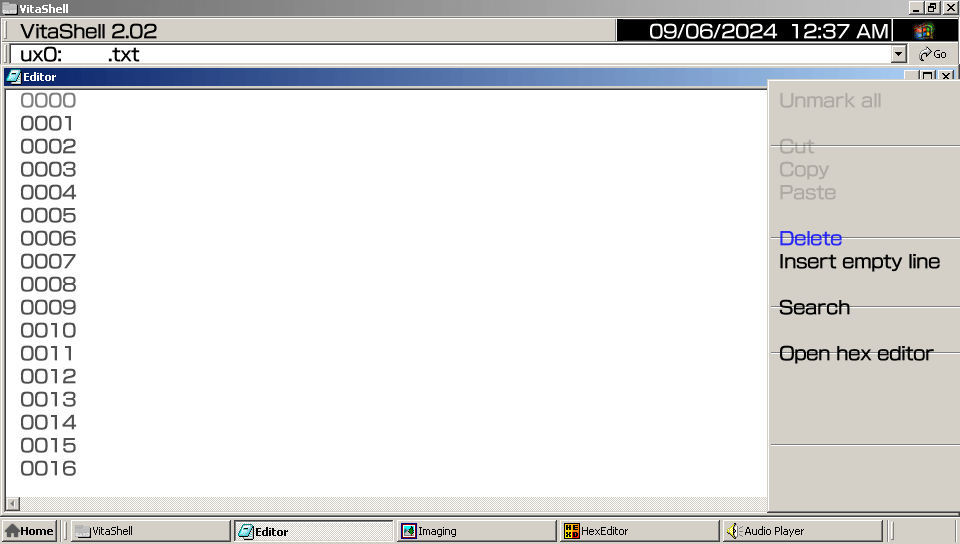 VitaShell
VitaShell 2.02
09/06/2024 12:37 AM
ux0: .txt
Go
Editor
0000
0001
0002
0003
0004
0005
0006
0007
0008
0009
0010
0011
0012
0013
0014
0015
0016
Unmark all
Cut
Copy
Paste
Delete
Insert empty line
Search
Open hex editor
Home
VitaShell
Editor
Imaging
HEX
HexEditor
Audio Player